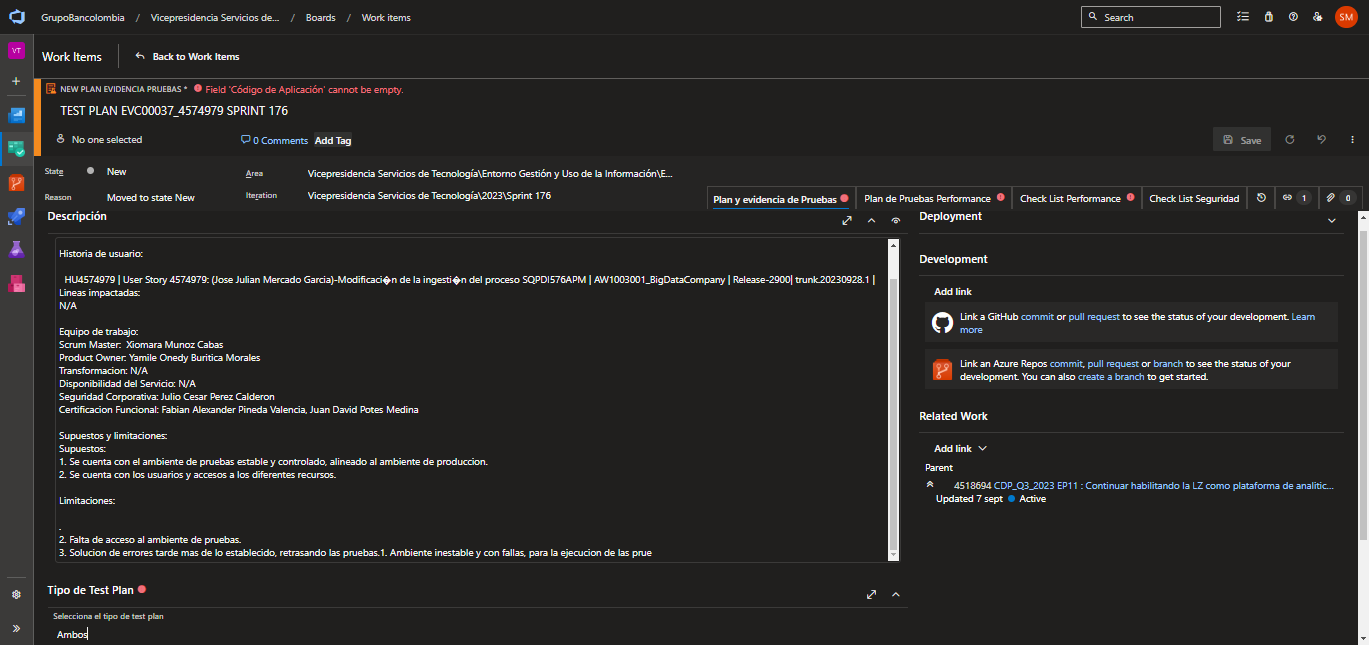 GrupoBancolombia / Vicepresidencia Servicios de... / Boards / Work items
Search
SM
VT
Work Items
Back to Work Items
NEW PLAN EVIDENCIA PRUEBAS * Field 'Código de Aplicación' cannot be empty.
TEST PLAN EVC00037_4574979 SPRINT 176
No one selected
0 Comments
Add Tag
Save
State
New
Area
Vicepresidencia Servicios de Tecnología\Entorno Gestión y Uso de la Información\E...
Reason
Moved to state New
Iteration
Vicepresidencia Servicios de Tecnología\2023\Sprint 176
Plan y evidencia de Pruebas
Plan de Pruebas Performance
Check List Performance
Check List Seguridad
1
0
Descripción
Historia de usuario:
HU4574979 | User Story 4574979: (Jose Julian Mercado Garcia)-Modificaci�n de la ingesti�n del proceso SQPDI576APM | AW1003001_BigDataCompany | Release-2900| trunk.20230928.1 |
Lineas impactadas:
N/A
Equipo de trabajo:
Scrum Master: Xiomara Munoz Cabas
Product Owner: Yamile Onedy Buritica Morales
Transformacion: N/A
Disponibilidad del Servicio: N/A
Seguridad Corporativa: Julio Cesar Perez Calderon
Certificacion Funcional: Fabian Alexander Pineda Valencia, Juan David Potes Medina
Supuestos y limitaciones:
Supuestos:
1. Se cuenta con el ambiente de pruebas estable y controlado, alineado al ambiente de produccion.
2. Se cuenta con los usuarios y accesos a los diferentes recursos.
Limitaciones:
.
2. Falta de acceso al ambiente de pruebas.
3. Solucion de errores tarde mas de lo establecido, retrasando las pruebas.1. Ambiente inestable y con fallas, para la ejecucion de las prue
Tipo de Test Plan
Selecciona el tipo de test plan
Ambos
Deployment
Development
Add link
Link a GitHub commit or pull request to see the status of your development. Learn
more
Link an Azure Repos commit, pull request or branch to see the status of your
development. You can also create a branch to get started.
Related Work
Add link
Parent
4518694 CDP_Q3_2023 EP11 : Continuar habilitando la LZ como plataforma de analitic...
Updated 7 sept Active